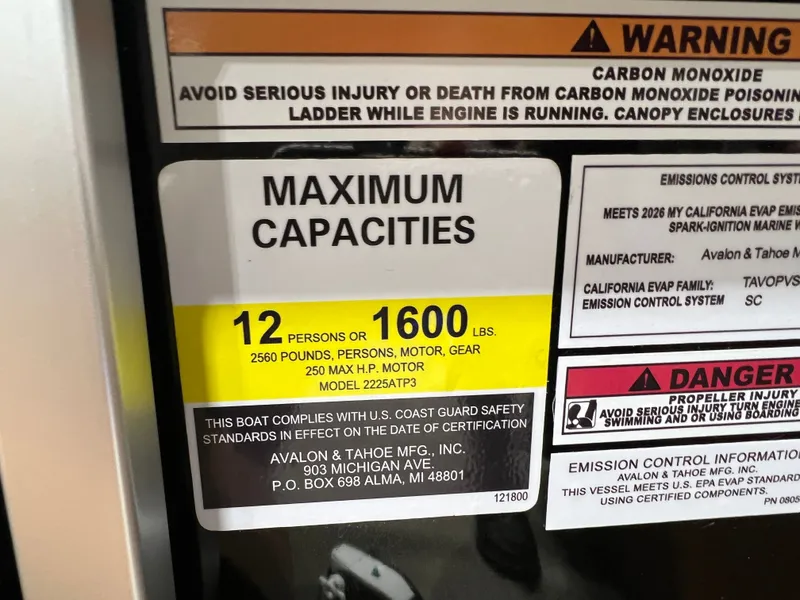 WARNING
CARBON MONOXIDE
AVOID SERIOUS INJURY OR DEATH FROM CARBON MONOXIDE
LADDER WHILE ENGINE IS RUNNING. CANOPY ENCLOSURES
MAXIMUM
CAPACITIES
12 PERSONS OR 1600 LBS.
2560 POUNDS, PERSONS, MOTOR, GEAR
250 MAX H.P. MOTOR
MODEL 2225ATP3
THIS BOAT COMPLIES WITH U.S. COAST GUARD SAFETY
STANDARDS IN EFFECT ON THE DATE OF CERTIFICATION
AVALON & TAHOE MFG., INC.
903 MICHIGAN AVE.
P.O. BOX 698 ALMA, MI 48801
121800
EMISSIONS CONTROL
MEETS 2026 MY CALIFORNIA EVAP
SPARK-IGNITION MARINE
MANUFACTURER: Avalon & Tahoe
CALIFORNIA EVAP FAMILY:
EMISSION CONTROL SYSTEM SC
DANGER
PROPELLER INJURY
AVOID SERIOUS INJURY TURN ENGINE
SWIMMING AND OR USING BOARDING
EMISSION CONTROL
AVALON & TAHOE MFG. INC.
THIS VESSEL MEETS U.S. EPA EVAP
USING CERTIFIED COMPONENTS.
PN